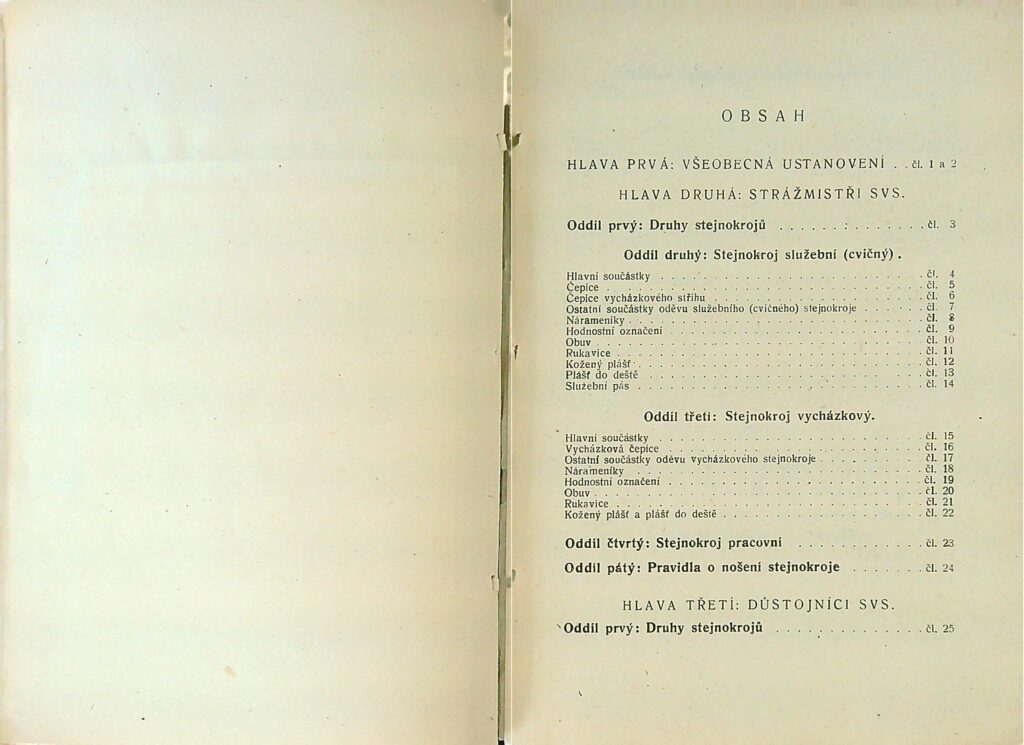 OBSAH
HLAVA PRVÁ: VŠEOBECNÁ USTANOVENÍ . . čl. 1 a 2
HLAVA DRUHÁ: STRÁŽMISTŘI SVS.
Oddíl prvý: Druhy stejnokrojů . . . . . . . . . . . . . . čl. 3
Oddíl druhý: Stejnokroj služební (cvičný) .
Hlavní součástky . . . . . . . . . . . . . . . . . . . . čl. 4
Čepice . . . . . . . . . . . . . . . . . . . . . . . . čl. 5
Čepice vycházkového střihu . . . . . . . . . . . . . . . . čl. 6
Ostatní součástky oděvu služebního (cvičného) stejnokroje . . . . . . čl. 7
Nárameníky . . . . . . . . . . . . . . . . . . . . . . čl. 8
Hodnostní označení . . . . . . . . . . . . . . . . . . . čl. 9
Obuv . . . . . . . . . . . . . . . . . . . . . . . . . čl. 10
Rukavice . . . . . . . . . . . . . . . . . . . . . . . čl. 11
Kožený plášť . . . . . . . . . . . . . . . . . . . . . . čl. 12
Plášť do deště . . . . . . . . . . . . . . . . . . . . . čl. 13
Služební pás . . . . . . . . . . . . . . . . . . . . . . čl. 14
Oddíl třetí: Stejnokroj vycházkový.
Hlavní součástky . . . . . . . . . . . . . . . . . . . . čl. 15
Vycházková čepice . . . . . . . . . . . . . . . . . . . . čl. 16
Ostatní součástky oděvu vycházkového stejnokroje . . . . . . . . . čl. 17
Nárameníky . . . . . . . . . . . . . . . . . . . . . . čl. 18
Hodnostní označení . . . . . . . . . . . . . . . . . . . čl. 19
Obuv . . . . . . . . . . . . . . . . . . . . . . . . . čl. 20
Rukavice . . . . . . . . . . . . . . . . . . . . . . . čl. 21
Kožený plášť a plášť do deště . . . . . . . . . . . . . . . čl. 22
Oddíl čtvrtý: Stejnokroj pracovní . . . . . . . . . . . čl. 23
Oddíl pátý: Pravidla o nošení stejnokroje . . . . . . . čl. 24
HLAVA TŘETÍ: DŮSTOJNÍCI SVS.
Oddíl prvý: Druhy stejnokrojů . . . . . . . . . . . . . . čl. 25